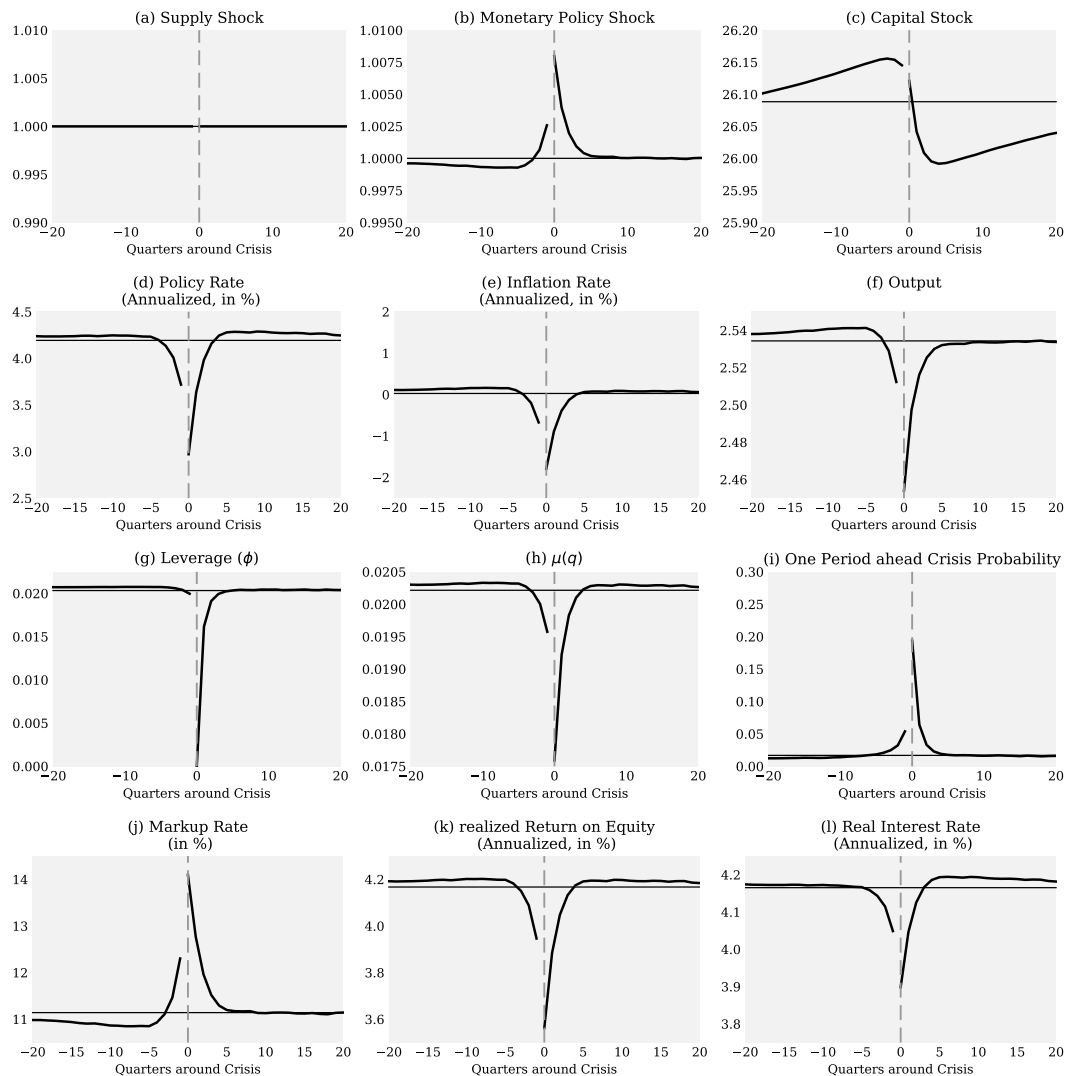 (a) Supply Shock
1.010
1.005
1.000
0.995
0.990
−20 −10 0 10 20
Quarters around Crisis
(b) Monetary Policy Shock
1.0100
1.0075
1.0050
1.0025
1.0000
0.9975
0.9950
−20 −10 0 10 20
Quarters around Crisis
(c) Capital Stock
26.20
26.15
26.10
26.05
26.00
25.95
25.90
−20 −10 0 10 20
Quarters around Crisis
(d) Policy Rate
(Annualized, in %)
4.5
4.0
3.5
3.0
2.5
−20 −15 −10 −5 0 5 10 15 20
Quarters around Crisis
(e) Inflation Rate
(Annualized, in %)
2
1
0
−1
−2
−20 −15 −10 −5 0 5 10 15 20
Quarters around Crisis
(f) Output
2.54
2.52
2.50
2.48
2.46
−20 −15 −10 −5 0 5 10 15 20
Quarters around Crisis
(g) Leverage (ϕ)
0.020
0.015
0.010
0.005
0.000
−20 −10 0 10 20
Quarters around Crisis
(h) μ(q)
0.0205
0.0200
0.0195
0.0190
0.0185
0.0180
0.0175
−20 −10 0 10 20
Quarters around Crisis
(i) One Period ahead Crisis Probability
0.30
0.25
0.20
0.15
0.10
0.05
0.00
−20 −10 0 10 20
Quarters around Crisis
(j) Markup Rate
(in %)
14
13
12
11
−20 −15 −10 −5 0 5 10 15 20
Quarters around Crisis
(k) realized Return on Equity
(Annualized, in %)
4.2
4.0
3.8
3.6
−20 −15 −10 −5 0 5 10 15 20
Quarters around Crisis
(l) Real Interest Rate
(Annualized, in %)
4.2
4.1
4.0
3.9
3.8
−20 −15 −10 −5 0 5 10 15 20
Quarters around Crisis